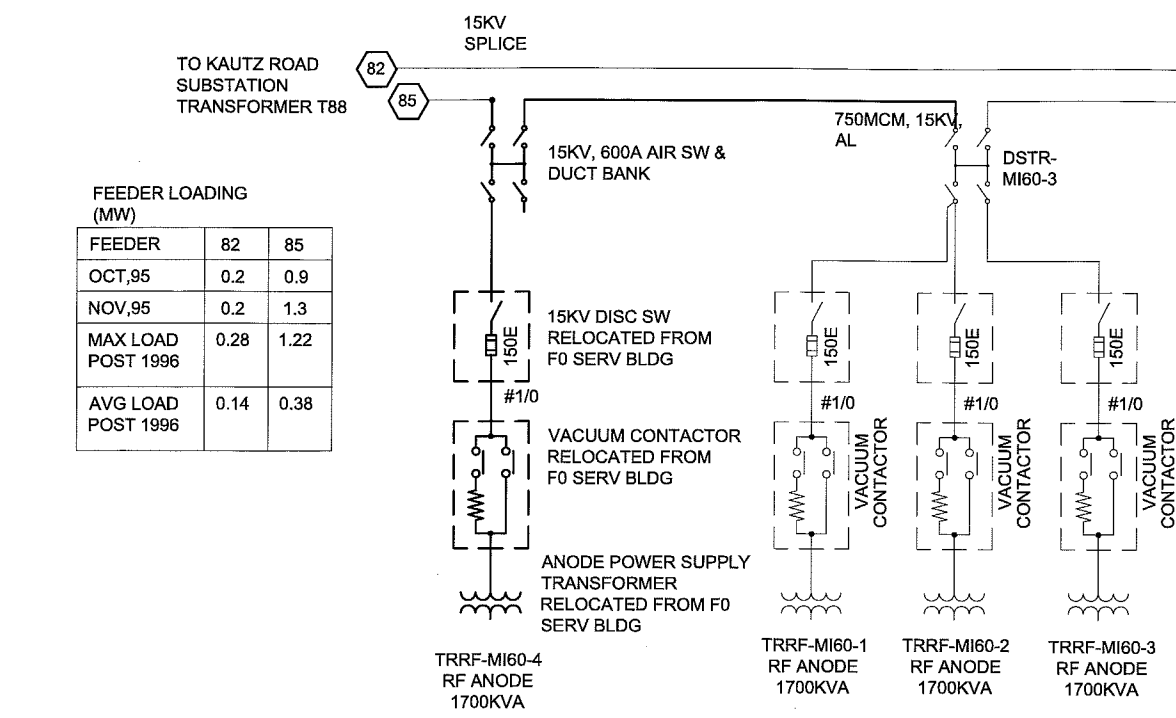 15KV
SPLICE
TO KAUTZ ROAD
SUBSTATION
TRANSFORMER T88
82
85
750MCM, 15KV,
AL
15KV, 600A AIR SW &
DUCT BANK
DSTR-
MI60-3
FEEDER LOADING
(MW)
FEEDER 82 85
OCT,95 0.2 0.9
NOV,95 0.2 1.3
MAX LOAD 0.28 1.22
POST 1996
AVG LOAD 0.14 0.38
POST 1996
15KV DISC SW
RELOCATED FROM
F0 SERV BLDG
150E
150E
150E
150E
#1/0
#1/0
#1/0
#1/0
VACUUM CONTACTOR
RELOCATED FROM
F0 SERV BLDG
VACUUM
CONTACTOR
VACUUM
CONTACTOR
VACUUM
CONTACTOR
ANODE POWER SUPPLY
TRANSFORMER
RELOCATED FROM F0
SERV BLDG
TRRF-MI60-4
RF ANODE
1700KVA
TRRF-MI60-1
RF ANODE
1700KVA
TRRF-MI60-2
RF ANODE
1700KVA
TRRF-MI60-3
RF ANODE
1700KVA